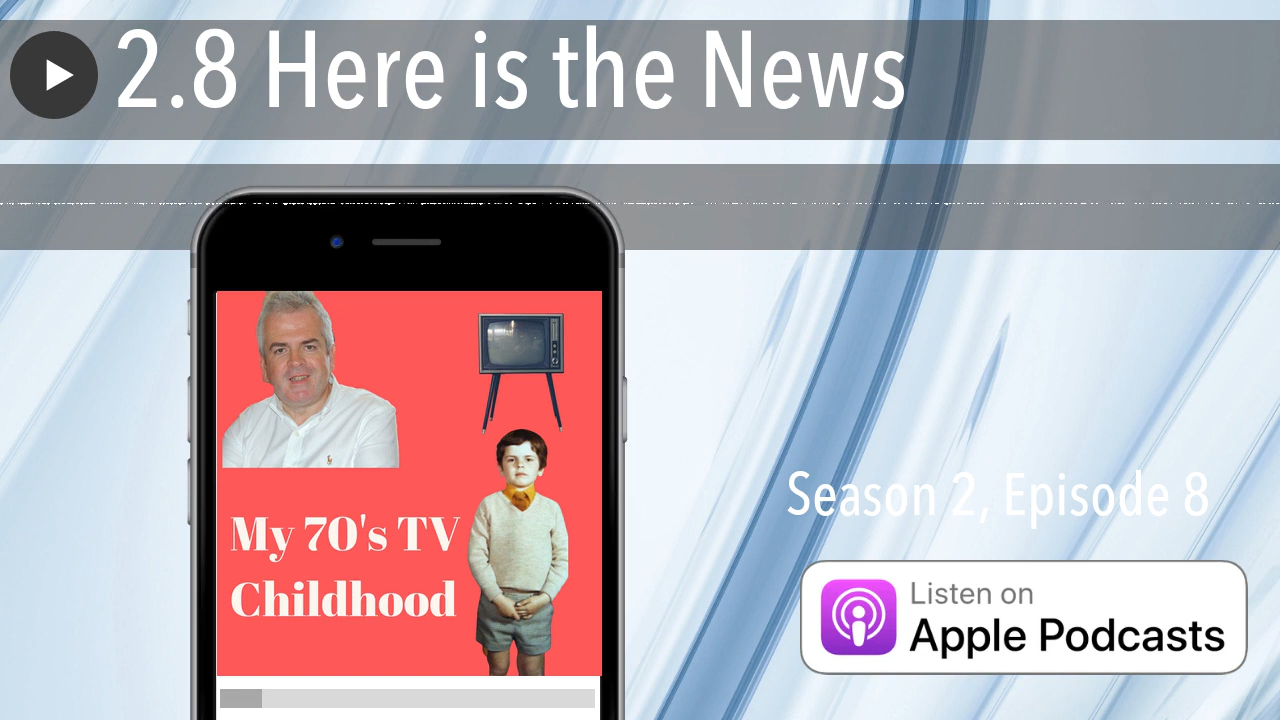 2.8 Here is the News
My 70's TV
Childhood
Season 2, Episode 8
Listen on
Apple Podcasts